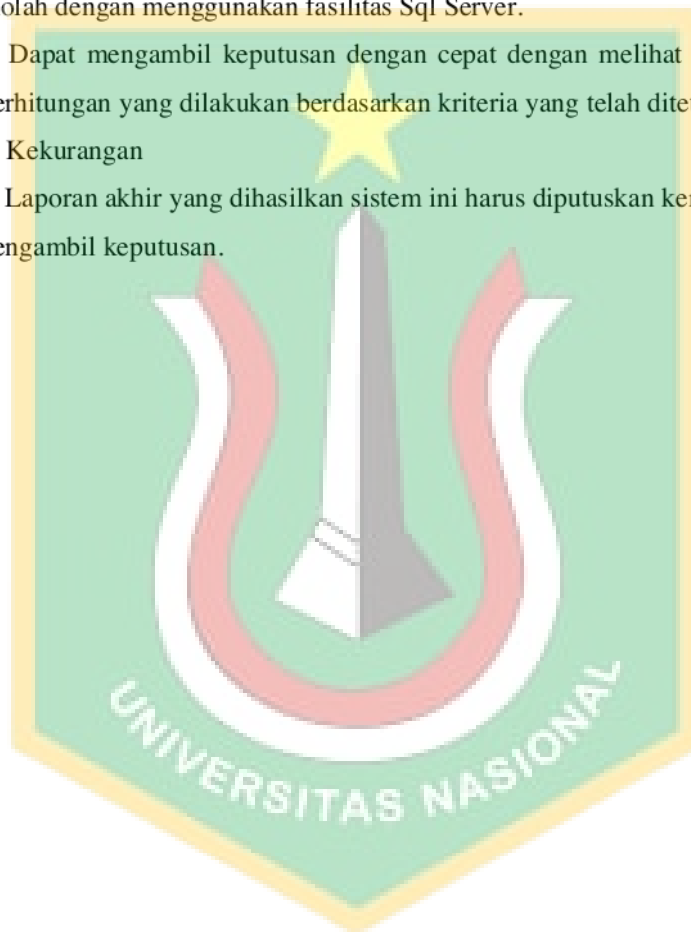 olah dengan menggunakan fasilitas Sql Server.
Dapat mengambil keputusan dengan cepat dengan melihat
erhitungan yang dilakukan berdasarkan kriteria yang telah dite
Kekurangan
Laporan akhir yang dihasilkan sistem ini harus diputuskan ke
engambil keputusan.
UNIVERSITAS NASIONAL